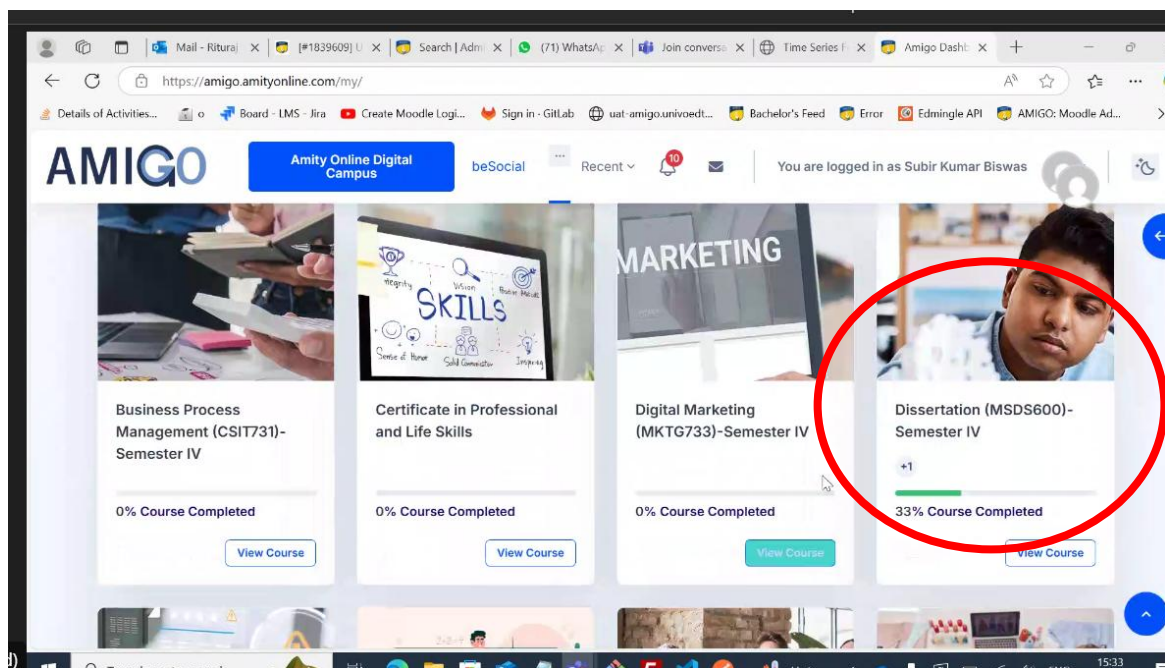 Mail - Rituraj
[#1839609] U
Search | Adm
(71) WhatsAp
Join conversa
Time Series F
Amigo Dashb
https://amigo.amityonline.com/my/
Details of Activities...
o
Board - LMS - Jira
Create Moodle Logi...
Sign in · GitLab
uat-amigo.univoedt...
Bachelor's Feed
Error
Edmingle API
AMIGO: Moodle Ad...
AMIGO
Amity Online Digital
Campus
beSocial
Recent
10
You are logged in as Subir Kumar Biswas
SKILLS
Integrity
Vision
Sense of Honor
Solid Committer
Inspiring
MARKETING
Business Process
Management (CSIT731)-
Semester IV
0% Course Completed
View Course
Certificate in Professional
and Life Skills
0% Course Completed
View Course
Digital Marketing
(MKTG733)-Semester IV
0% Course Completed
View Course
Dissertation (MSDS600)-
Semester IV
+1
33% Course Completed
View Course
15:33